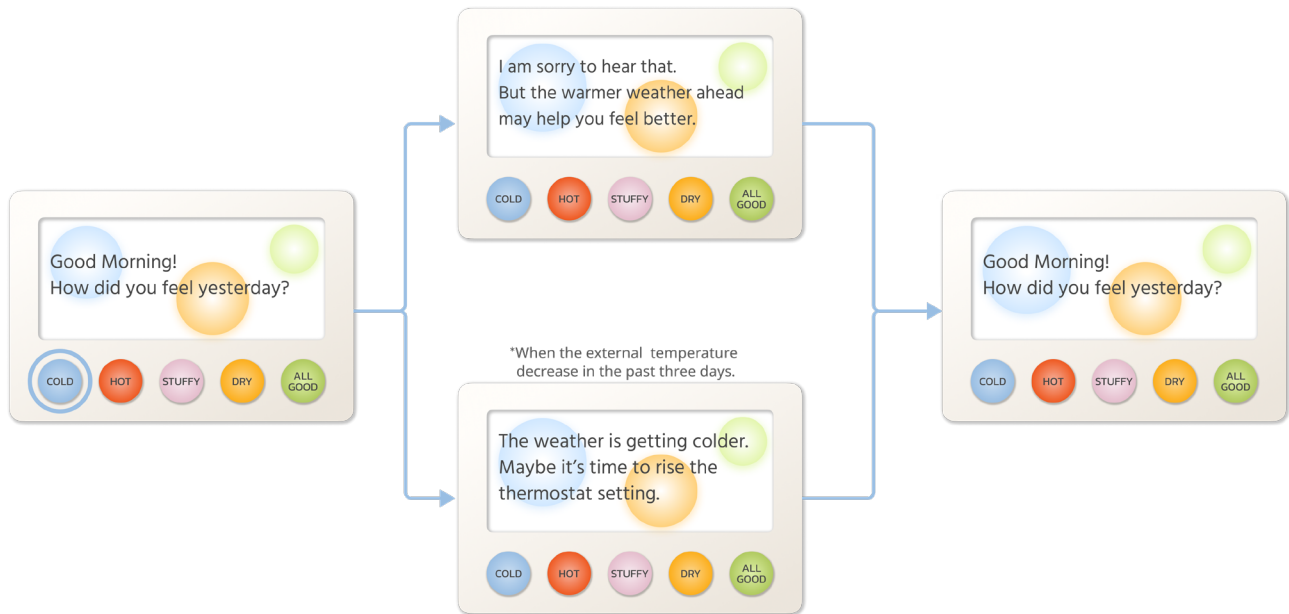 Good Morning!
How did you feel yesterday?
COLD
HOT
STUFFY
DRY
ALL
GOOD
I am sorry to hear that.
But the warmer weather ahead
may help you feel better.
COLD
HOT
STUFFY
DRY
ALL
GOOD
*When the external temperature
decrease in the past three days.
The weather is getting colder.
Maybe it's time to rise the
thermostat setting.
COLD
HOT
STUFFY
DRY
ALL
GOOD
Good Morning!
How did you feel yesterday?
COLD
HOT
STUFFY
DRY
ALL
GOOD